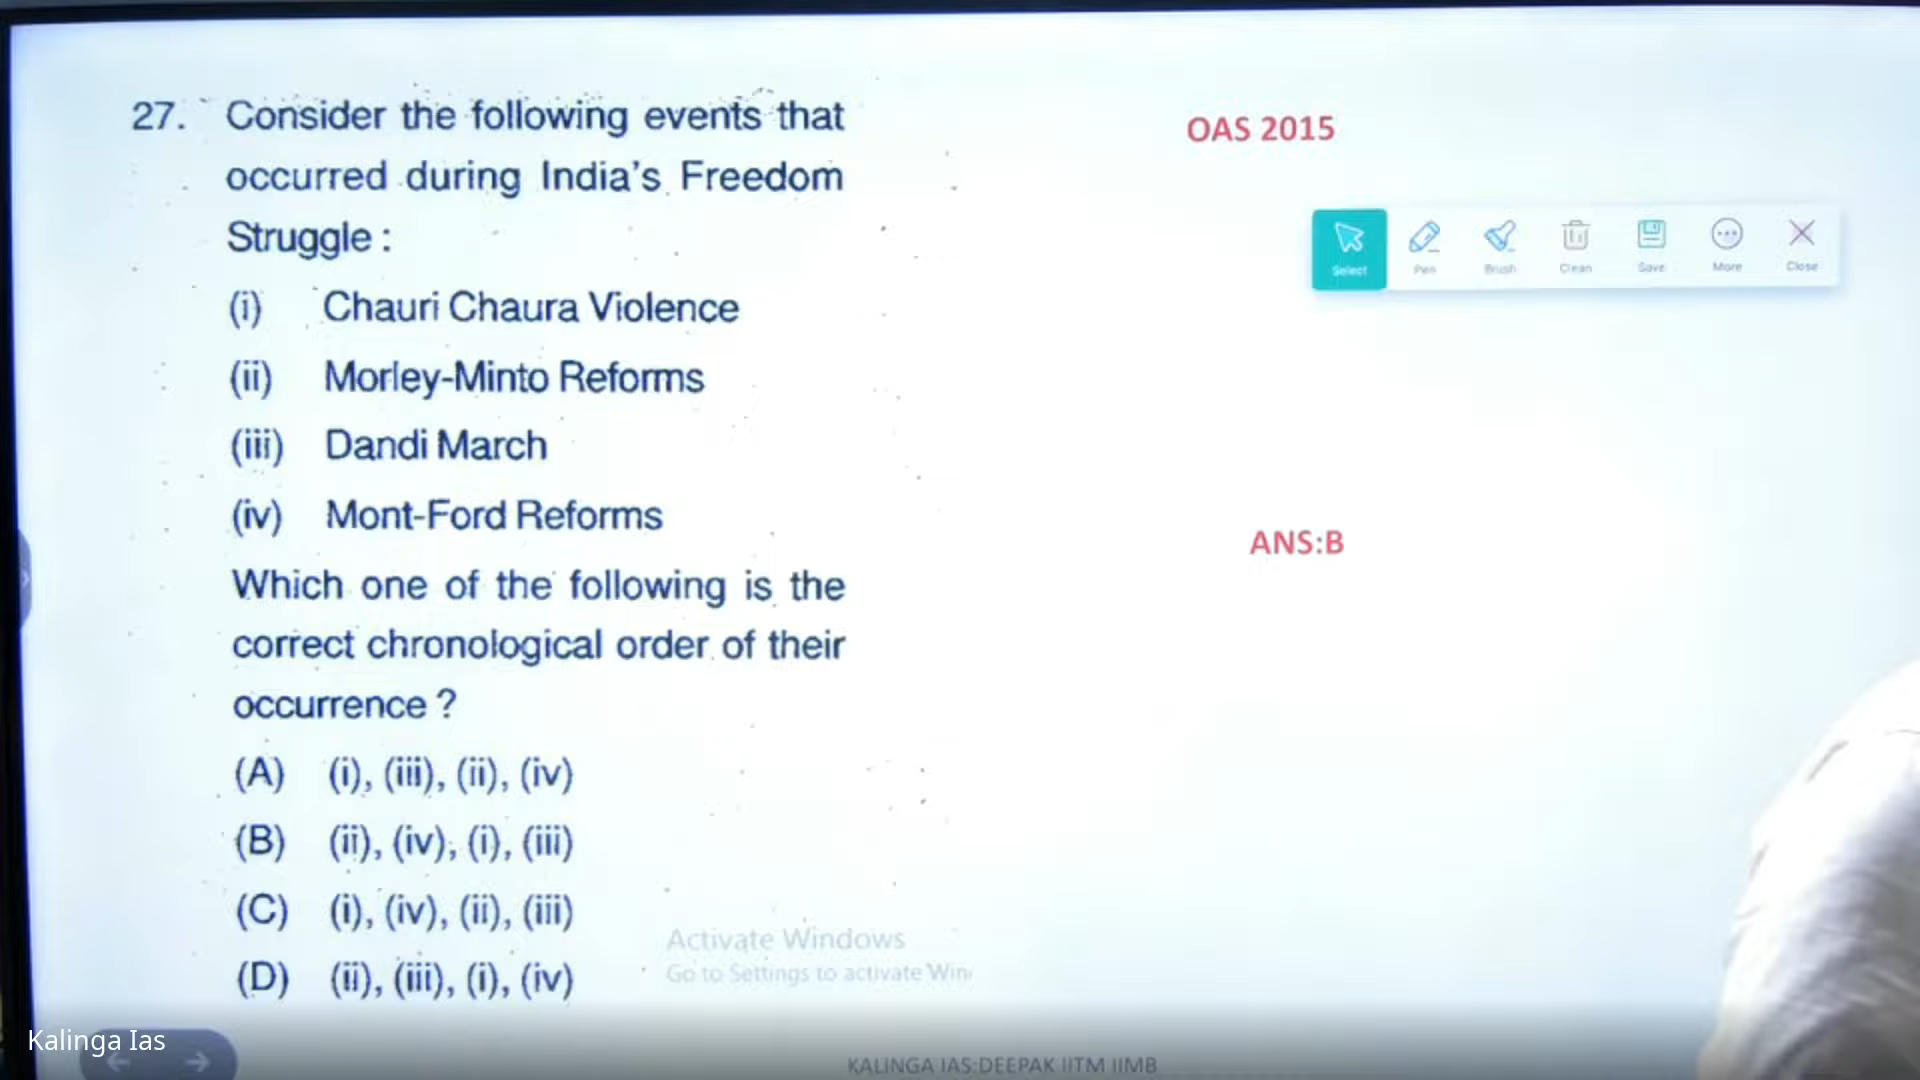 27. Consider the following events that
occurred during India's Freedom
Struggle :
(i) Chauri Chaura Violence
(ii) Morley-Minto Reforms
(iii) Dandi March
(iv) Mont-Ford Reforms
Which one of the following is the
correct chronological order of their
occurrence ?
(A) (i), (iii), (ii), (iv)
(B) (ii), (iv), (i), (iii)
(C) (i), (iv), (ii), (iii)
(D) (ii), (iii), (i), (iv)
OAS 2015
Select Pen Brush Clean Save More Close
ANS:B
Activate Windows
Go to Settings to activate Win
Kalinga Ias
KALINGA IAS:DEEPAK IITM IIMB